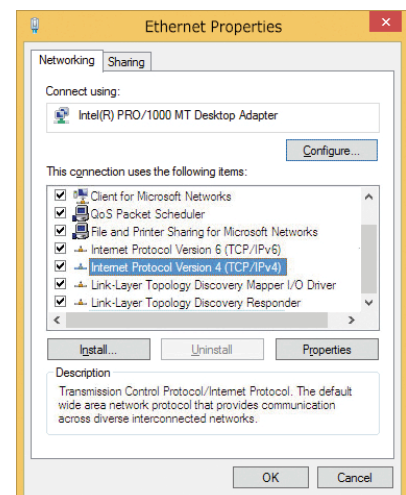 Ethernet Properties
Networking
Sharing
Connect using:
Intel(R) PRO/1000 MT Desktop Adapter
Configure...
This connection uses the following items:
Client for Microsoft Networks
QoS Packet Scheduler
File and Printer Sharing for Microsoft Networks
Internet Protocol Version 6 (TCP/IPv6)
Internet Protocol Version 4 (TCP/IPv4)
Link-Layer Topology Discovery Mapper I/O Driver
Link-Layer Topology Discovery Responder
Install... Uninstall Properties
Description
Transmission Control Protocol/Internet Protocol. The default
wide area network protocol that provides communication
across diverse interconnected networks.
OK Cancel